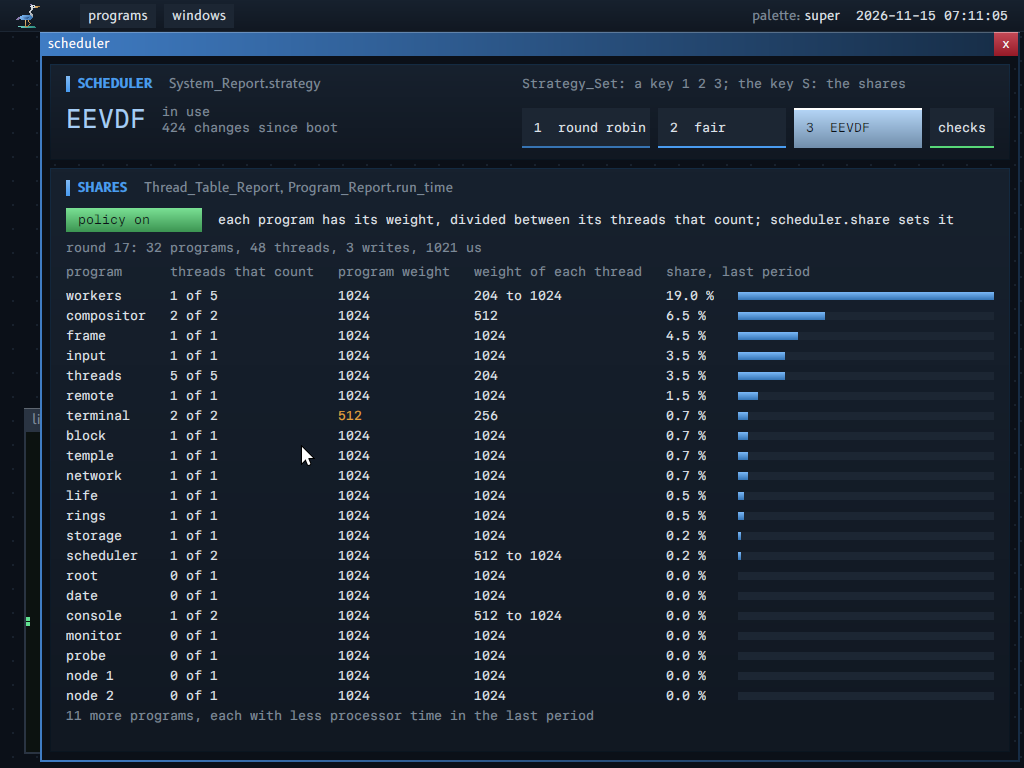 programs windows palette: super 2026-11-15 07:11:05
scheduler x
SCHEDULER System_Report.strategy Strategy_Set: a key 1 2 3; the key S: the shares
EEVDF in use
424 changes since boot
1 round robin 2 fair 3 EEVDF checks
SHARES Thread_Table_Report, Program_Report.run_time
policy on each program has its weight, divided between its threads that count; scheduler.share sets it
round 17: 32 programs, 48 threads, 3 writes, 1021 us
program threads that count program weight weight of each thread share, last period
workers 1 of 5 1024 204 to 1024 19.0 %
compositor 2 of 2 1024 512 6.5 %
frame 1 of 1 1024 1024 4.5 %
input 1 of 1 1024 1024 3.5 %
threads 5 of 5 1024 204 3.5 %
remote 1 of 1 1024 1024 1.5 %
terminal 2 of 2 512 256 0.7 %
block 1 of 1 1024 1024 0.7 %
temple 1 of 1 1024 1024 0.7 %
network 1 of 1 1024 1024 0.7 %
life 1 of 1 1024 1024 0.5 %
rings 1 of 1 1024 1024 0.5 %
storage 1 of 1 1024 1024 0.2 %
scheduler 1 of 2 1024 512 to 1024 0.2 %
root 0 of 1 1024 1024 0.0 %
date 0 of 1 1024 1024 0.0 %
console 1 of 2 1024 512 to 1024 0.0 %
monitor 0 of 1 1024 1024 0.0 %
probe 0 of 1 1024 1024 0.0 %
node 1 0 of 1 1024 1024 0.0 %
node 2 0 of 1 1024 1024 0.0 %
11 more programs, each with less processor time in the last period